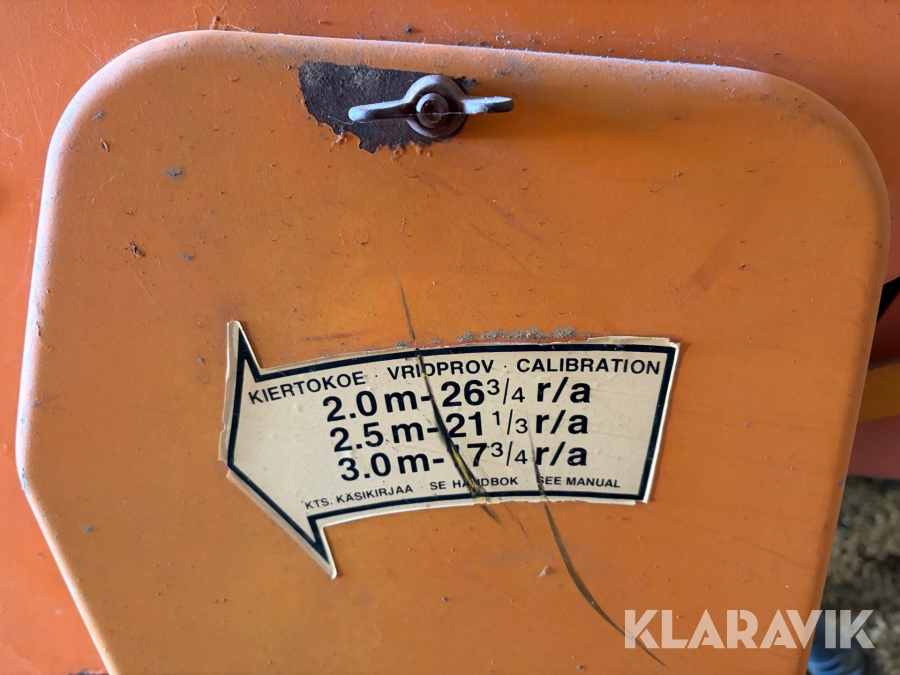 KIERTOKOE · VRIDPROV · CALIBRATION
2.0 m - 26 3/4 r/a
2.5 m - 21 1/3 r/a
3.0 m - 17 3/4 r/a
KTS. KÄSIKIRJAA SE HANDBOK SEE MANUAL
KLARAVIK